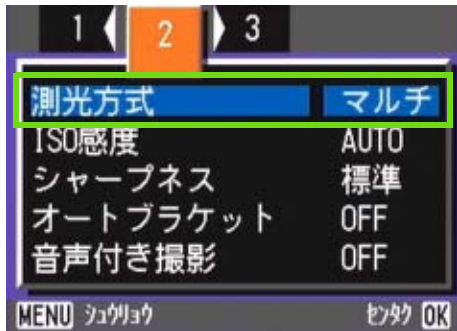 1 2 3
測光方式 マルチ
ISO感度 AUTO
シャープネス 標準
オートブラケット OFF
音声付き撮影 OFF
MENU ｼｭｳﾘｮｳ ｾﾝﾀｸ OK